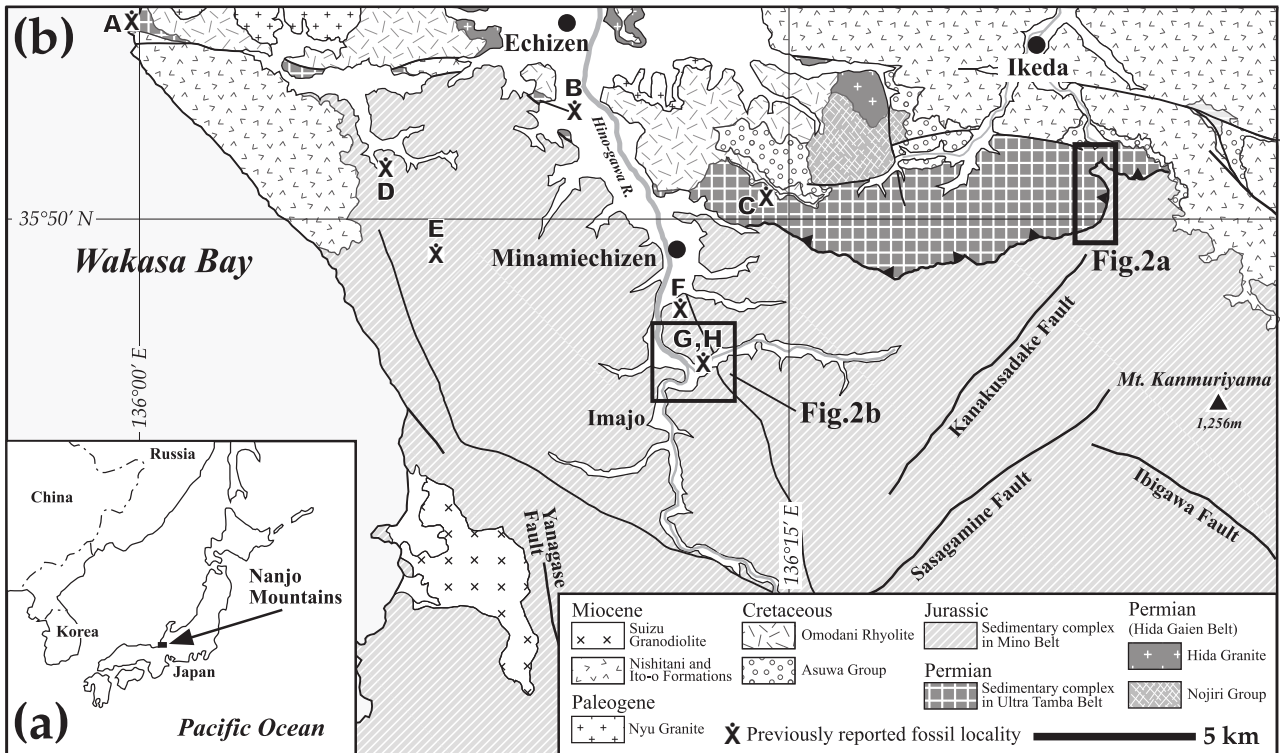 (b)
A
Echizen
B
Ikeda
Hino-gawa R.
D
C
35°50′ N
E
Wakasa Bay
Minamiechizen
Fig.2a
F
G,H
136°00′ E
Kanakusadake Fault
Mt. Kanmuriyama
1,256m
Imajo
Fig.2b
136°15′ E
Sasagamine Fault
Ibigawa Fault
Yanagase
Fault
Russia
China
Nanjo
Mountains
Korea
Japan
(a)
Pacific Ocean
Miocene
Suizu
Granodiolite
Nishitani and
Ito-o Formations
Paleogene
Nyu Granite
Cretaceous
Omodani Rhyolite
Asuwa Group
Jurassic
Sedimentary complex
in Mino Belt
Permian
Sedimentary complex
in Ultra Tamba Belt
Permian
(Hida Gaien Belt)
Hida Granite
Nojiri Group
Previously reported fossil locality
5 km